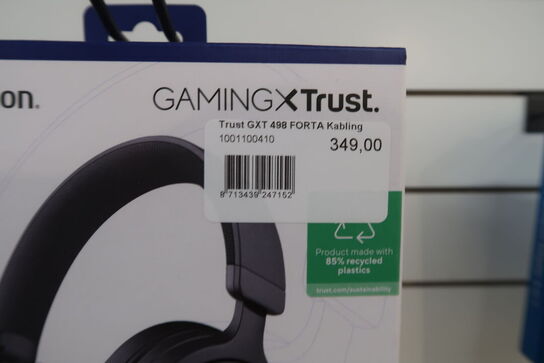 on.
GAMINGXTrust.
Trust GXT 498 FORTA Kabling
1001100410
349,00
8 713439 247152
Product made with
85% recycled
plastics
trust.com/sustainability